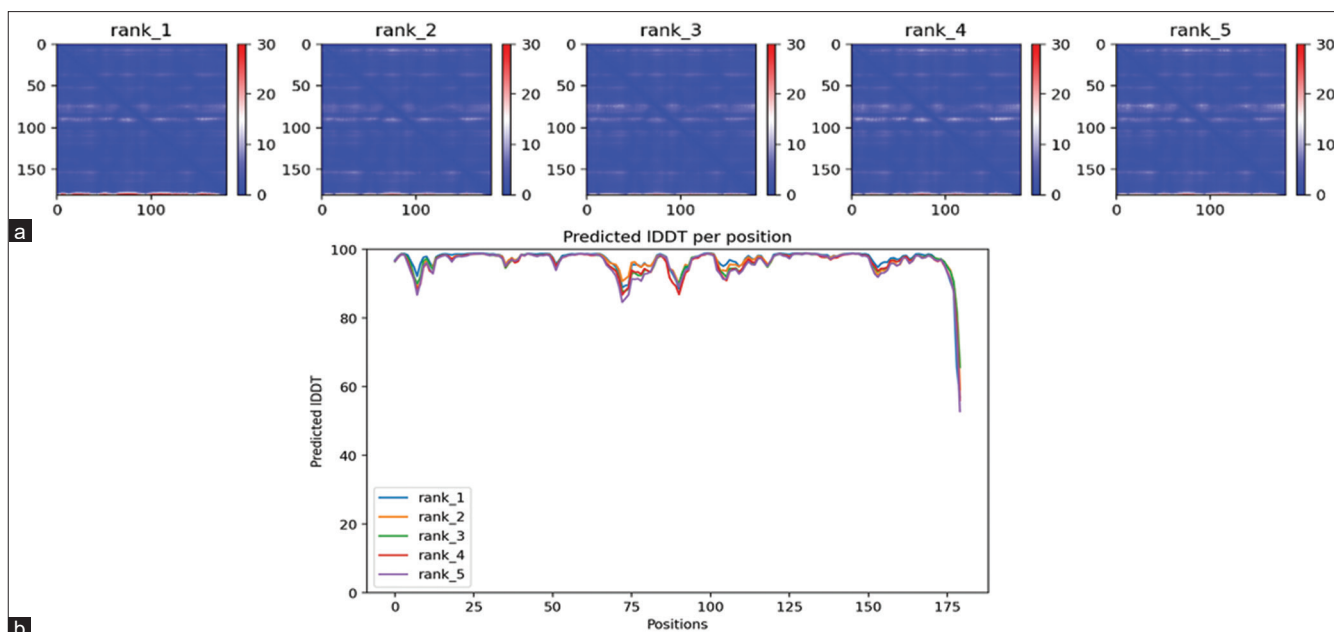 rank_1 rank_2 rank_3 rank_4 rank_5
0 30 0 30 0 30 0 30 0 30
50 20 50 20 50 20 50 20 50 20
100 10 100 10 100 10 100 10 100 10
150 0 150 0 150 0 150 0 150 0
0 100 0 100 0 100 0 100 0 100
a
Predicted lDDT per position
100
80
60
40
20
0
Predicted lDDT
rank_1
rank_2
rank_3
rank_4
rank_5
0 25 50 75 100 125 150 175
Positions
b